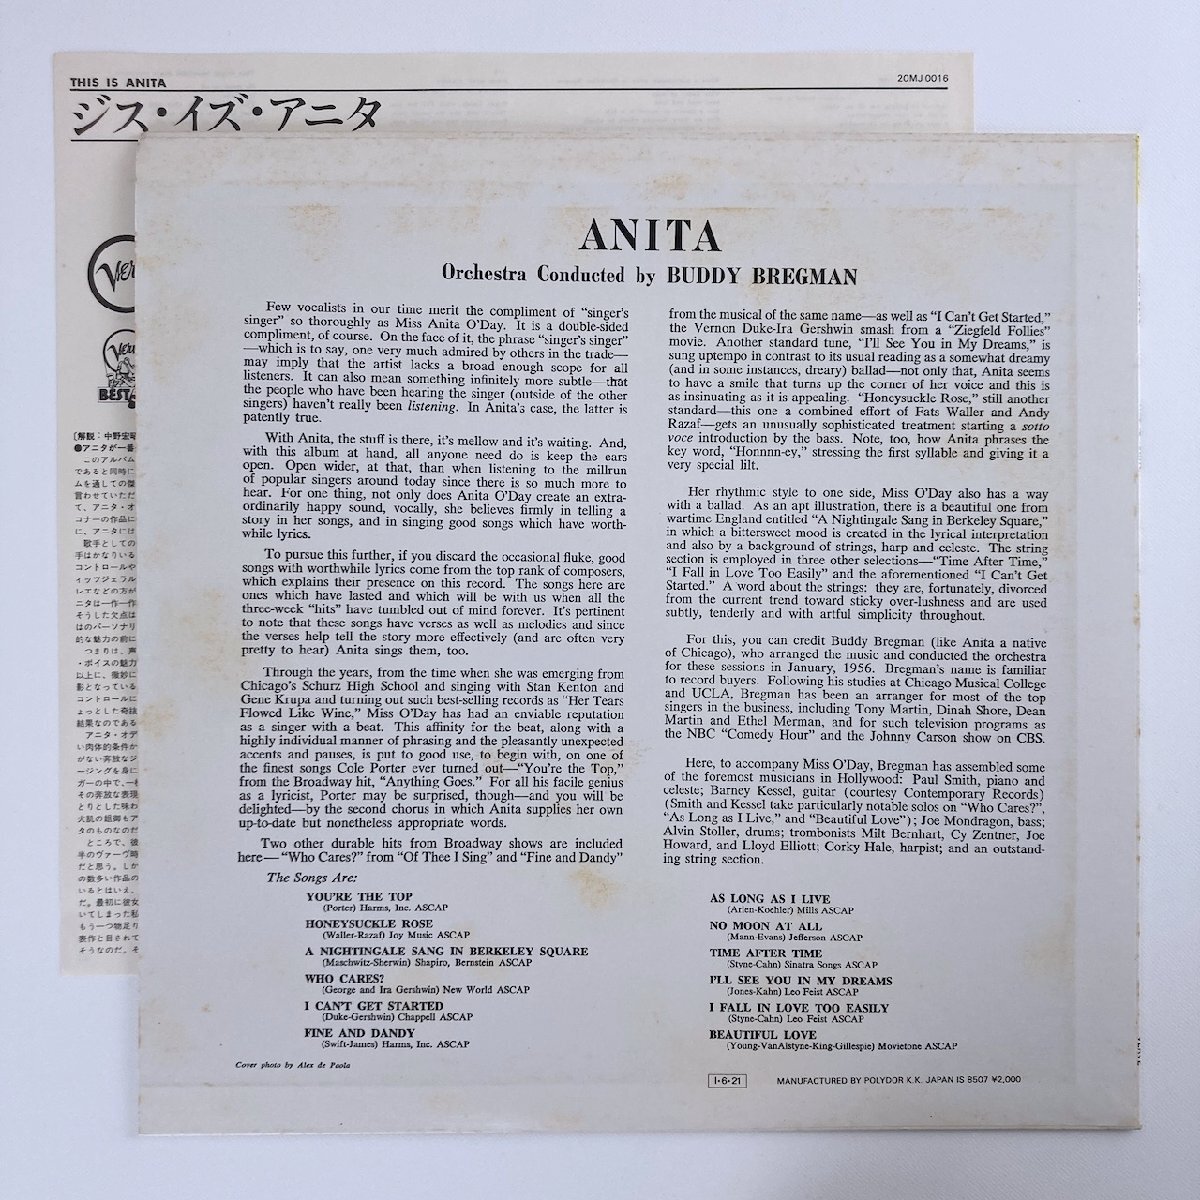 THIS IS ANITA
20MJ0016
ジス・イズ・アニタ
ANITA
Orchestra Conducted by BUDDY BREGMAN
Few vocalists in our time merit the compliment of “singer's
singer” so thoroughly as Miss Anita O'Day. It is a double-sided
compliment, of course. On the face of it, the phrase “singer's singer”
—which is to say, one very much admired by others in the trade—
may imply that the artist lacks a broad enough scope for all
listeners. It can also mean something infinitely more subtle—that
the people who have been hearing the singer (outside of the other
singers) haven't really been listening. In Anita's case, the latter is
patently true.
With Anita, the stuff is there, it's mellow and it's waiting. And,
with this album at hand, all anyone need do is keep the ears
open. Open wider, at that, than when listening to the millrun
of popular singers around today since there is so much more to
hear. For one thing, not only does Anita O'Day create an extra-
ordinarily happy sound, vocally, she believes firmly in telling a
story in her songs, and in singing good songs which have worth-
while lyrics.
To pursue this further, if you discard the occasional fluke, good
songs with worthwhile lyrics come from the top rank of composers,
which explains their presence on this record. The songs here are
ones which have lasted and which will be with us when all the
three-week “hits” have tumbled out of mind forever. It's pertinent
to note that these songs have verses as well as melodies and since
the verses help tell the story more effectively (and are often very
pretty to hear) Anita sings them, too.
Through the years, from the time when she was emerging from
Chicago's Schurz High School and singing with Stan Kenton and
Gene Krupa and turning out such best-selling records as “Her Tears
Flowed Like Wine,” Miss O'Day has had an enviable reputation
as a singer with a beat. This affinity for the beat, along with a
highly individual manner of phrasing and the pleasantly unexpected
accents and pauses, is put to good use, to begin with, on one of
the finest songs Cole Porter ever turned out—“You're the Top,”
from the Broadway hit, “Anything Goes.” For all his facile genius
as a lyricist, Porter may be surprised, though—and you will be
delighted—by the second chorus in which Anita supplies her own
up-to-date but nonetheless appropriate words.
Two other durable hits from Broadway shows are included
here—“Who Cares?” from “Of Thee I Sing” and “Fine and Dandy”
from the musical of the same name—as well as “I Can't Get Started,”
the Vernon Duke-Ira Gershwin smash from a “Ziegfeld Follies”
movie. Another standard tune, “I'll See You in My Dreams,” is
sung uptempo in contrast to its usual reading as a somewhat dreamy
(and in some instances, dreary) ballad—not only that, Anita seems
to have a smile that turns up the corner of her voice and this is
as insinuating as it is appealing. “Honeysuckle Rose,” still another
standard—this one a combined effort of Fats Waller and Andy
Razaf—gets an unusually sophisticated treatment starting a sotto
voce introduction by the bass. Note, too, how Anita phrases the
key word, “Honnnn-ey,” stressing the first syllable and giving it a
very special lilt.
Her rhythmic style to one side, Miss O'Day also has a way
with a ballad. As an apt illustration, there is a beautiful one from
wartime England entitled “A Nightingale Sang in Berkeley Square,”
in which a bittersweet mood is created in the lyrical interpretation
and also by a background of strings, harp and celeste. The string
section is employed in three other selections—“Time After Time,”
“I Fall in Love Too Easily” and the aforementioned “I Can't Get
Started.” A word about the strings: they are, fortunately, divorced
from the current trend toward sticky over-lushness and are used
subtly, tenderly and with artful simplicity throughout.
For this, you can credit Buddy Bregman (like Anita a native
of Chicago), who arranged the music and conducted the orchestra
for these sessions in January, 1956. Bregman's name is familiar
to record buyers. Following his studies at Chicago Musical College
and UCLA, Bregman has been an arranger for most of the top
singers in the business, including Tony Martin, Dinah Shore, Dean
Martin and Ethel Merman, and for such television programs as
the NBC “Comedy Hour” and the Johnny Carson show on CBS.
Here, to accompany Miss O'Day, Bregman has assembled some
of the foremost musicians in Hollywood: Paul Smith, piano and
celeste; Barney Kessel, guitar (courtesy Contemporary Records)
(Smith and Kessel take particularly notable solos on “Who Cares?”,
“As Long as I Live,” and “Beautiful Love”); Joe Mondragon, bass;
Alvin Stoller, drums; trombonists Milt Bernhart, Cy Zentner, Joe
Howard, and Lloyd Elliott; Corky Hale, harpist; and an outstand-
ing string section.
The Songs Are:
YOU'RE THE TOP
(Porter) Harms, Inc. ASCAP
HONEYSUCKLE ROSE
(Waller-Razaf) Joy Music ASCAP
A NIGHTINGALE SANG IN BERKELEY SQUARE
(Maschwitz-Sherwin) Shapiro, Bernstein ASCAP
WHO CARES?
(George and Ira Gershwin) New World ASCAP
I CAN'T GET STARTED
(Duke-Gershwin) Chappell ASCAP
FINE AND DANDY
(Swift-James) Harms, Inc. ASCAP
AS LONG AS I LIVE
(Arlen-Koehler) Mills ASCAP
NO MOON AT ALL
(Mann-Evans) Jefferson ASCAP
TIME AFTER TIME
(Styne-Cahn) Sinatra Songs ASCAP
I'LL SEE YOU IN MY DREAMS
(Jones-Kahn) Leo Feist ASCAP
I FALL IN LOVE TOO EASILY
(Styne-Cahn) Leo Feist ASCAP
BEAUTIFUL LOVE
(Young-VanAlstyne-King-Gillespie) Movietone ASCAP
Cover photo by Alex de Paola
I·6·21
MANUFACTURED BY POLYDOR K.K. JAPAN IS 8507 ¥2,000